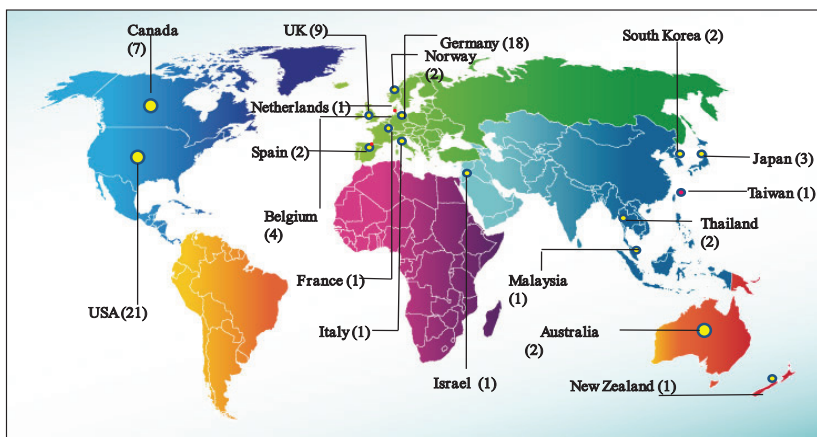 Canada
(7)
UK (9)
Germany (18)
Norway
(2)
South Korea (2)
Netherlands (1)
Spain (2)
Japan (3)
Taiwan (1)
Belgium
(4)
Thailand
(2)
France (1)
Malaysia
(1)
USA (21)
Italy (1)
Australia
(2)
Israel (1)
New Zealand (1)